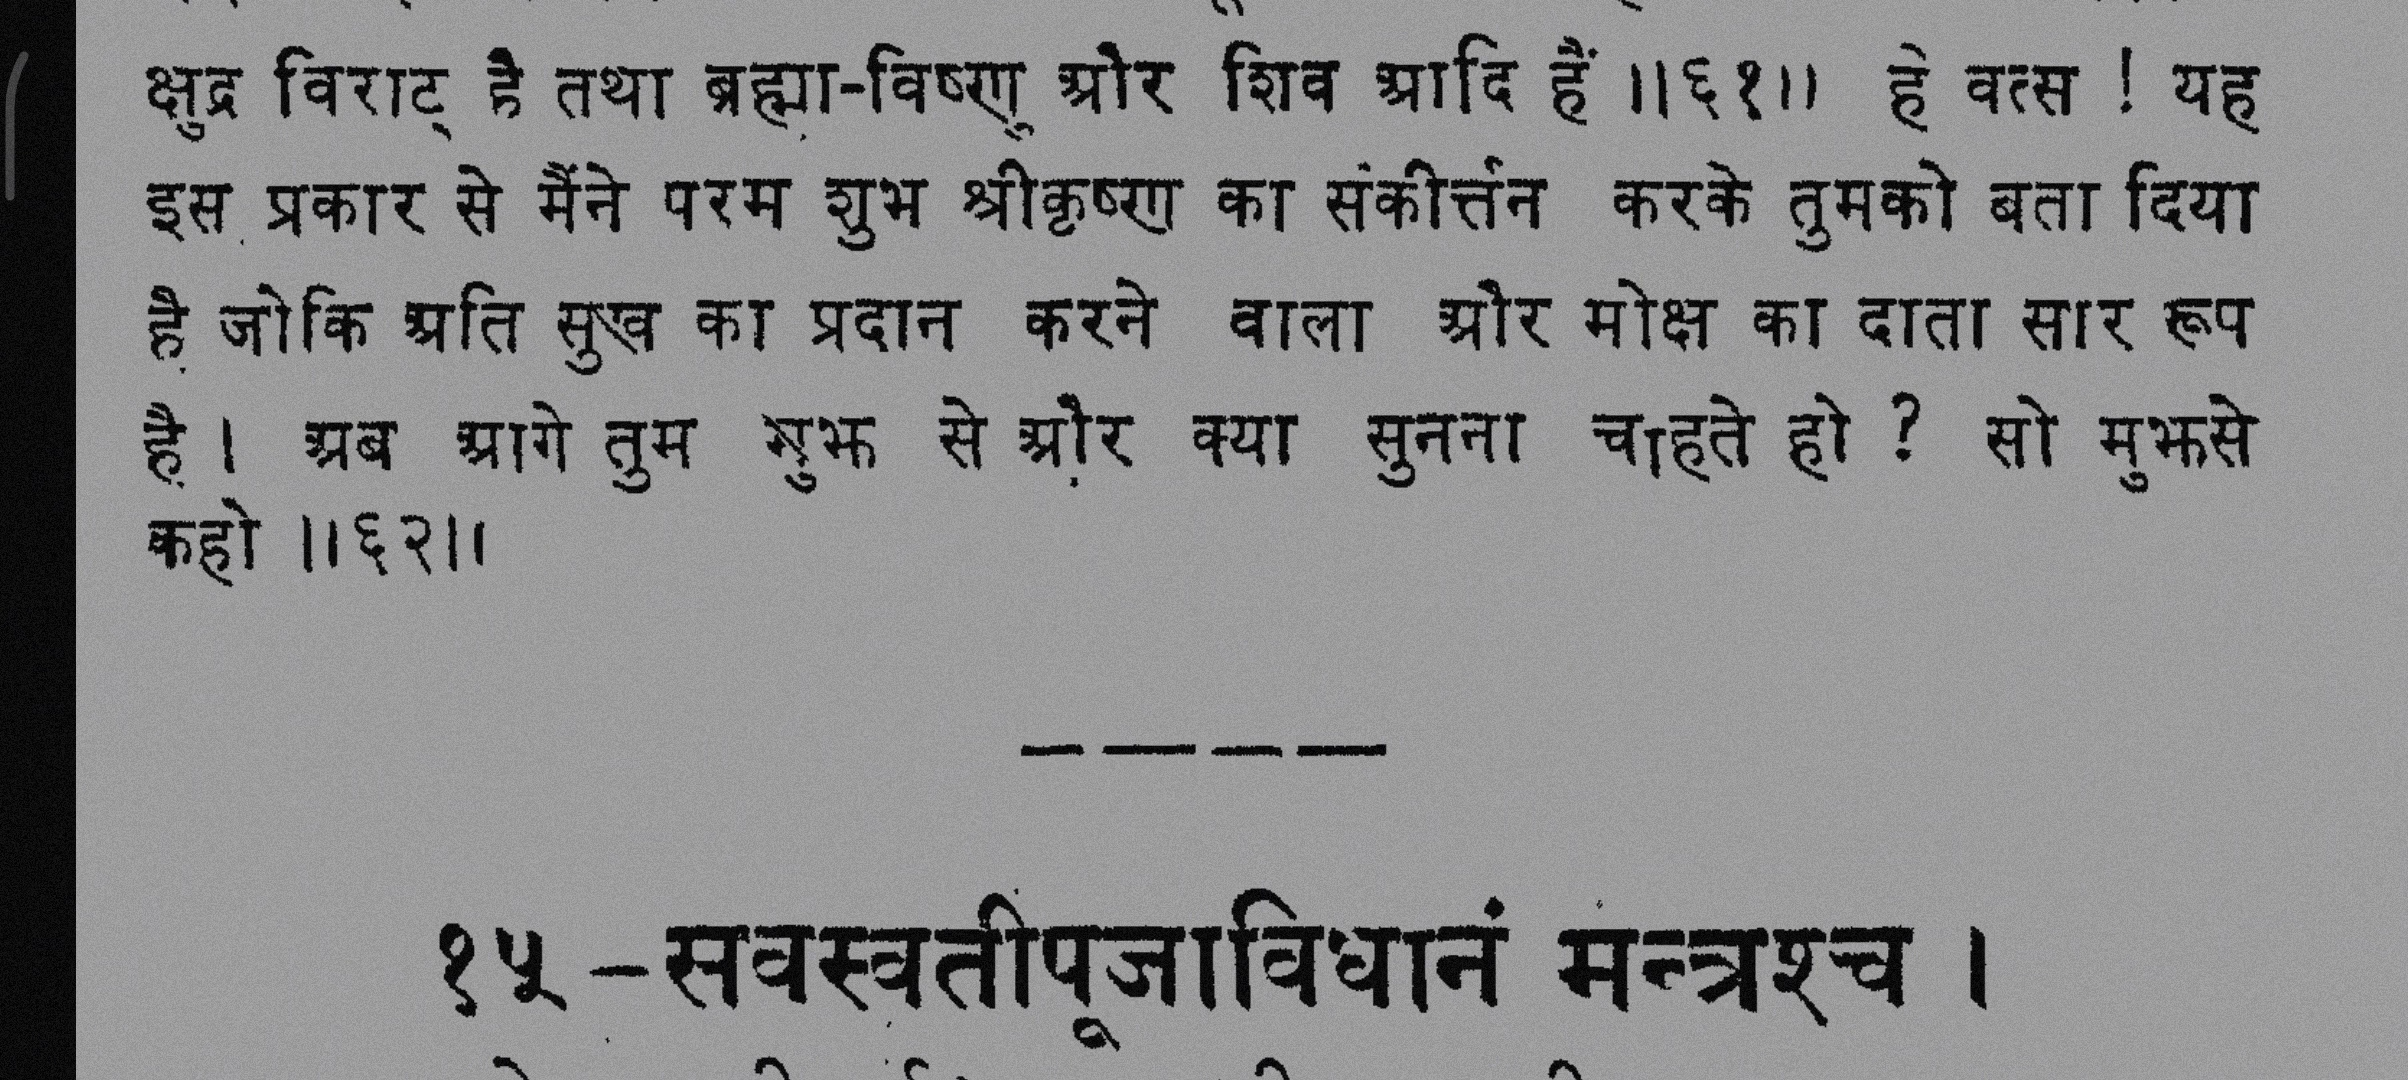 क्षुद्र विराट् है तथा ब्रह्मा-विष्णु और शिव आदि हैं ॥६१॥ हे वत्स ! यह
इस प्रकार से मैंने परम शुभ श्रीकृष्ण का संकीर्त्तन करके तुमको बता दिया
है जोकि अति सुख का प्रदान करने वाला और मोक्ष का दाता सार रूप
है । अब आगे तुम मुझ से और क्या सुनना चाहते हो ? सो मुझसे
कहो ॥६२॥
१५ –सवस्वतीपूजाविधानं मन्त्रश्च ।